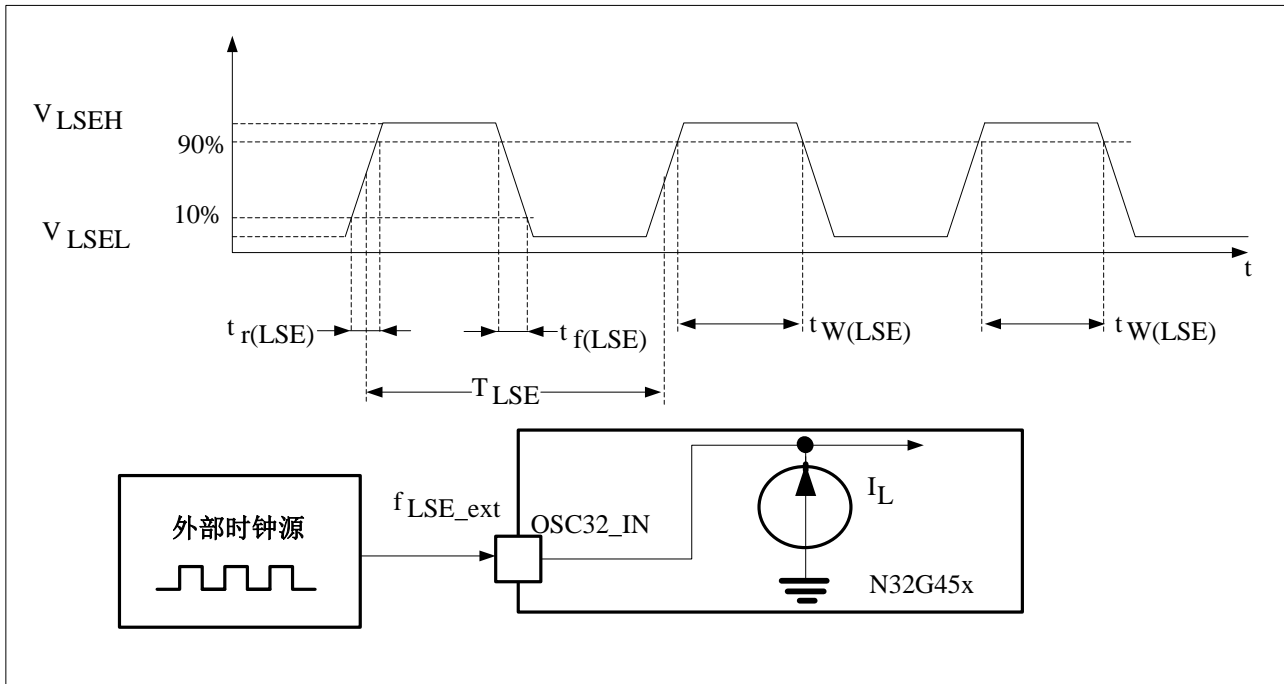 V LSEH
90%
10%
V LSEL
t
t r(LSE)
t f(LSE)
t W(LSE)
t W(LSE)
T LSE
f LSE_ext
OSC32_IN
I L
外部时钟源
N32G45x